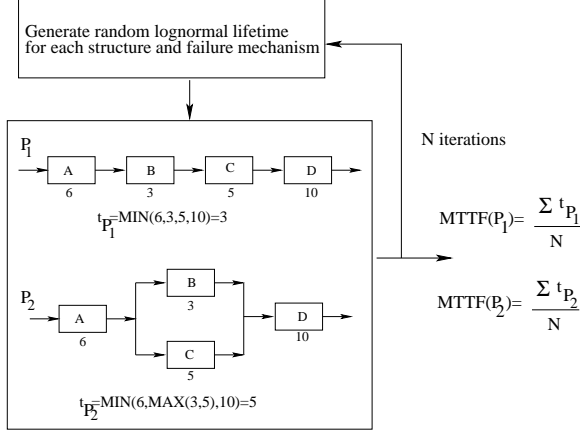 Generate random lognormal lifetime
for each structure and failure mechanism
P1
A
B
C
D
6
3
5
10
tP1=MIN(6,3,5,10)=3
P2
A
6
B
3
C
5
D
10
tP2=MIN(6,MAX(3,5),10)=5
N iterations
MTTF(P1)= Σ tP1
N
MTTF(P2)= Σ tP2
N